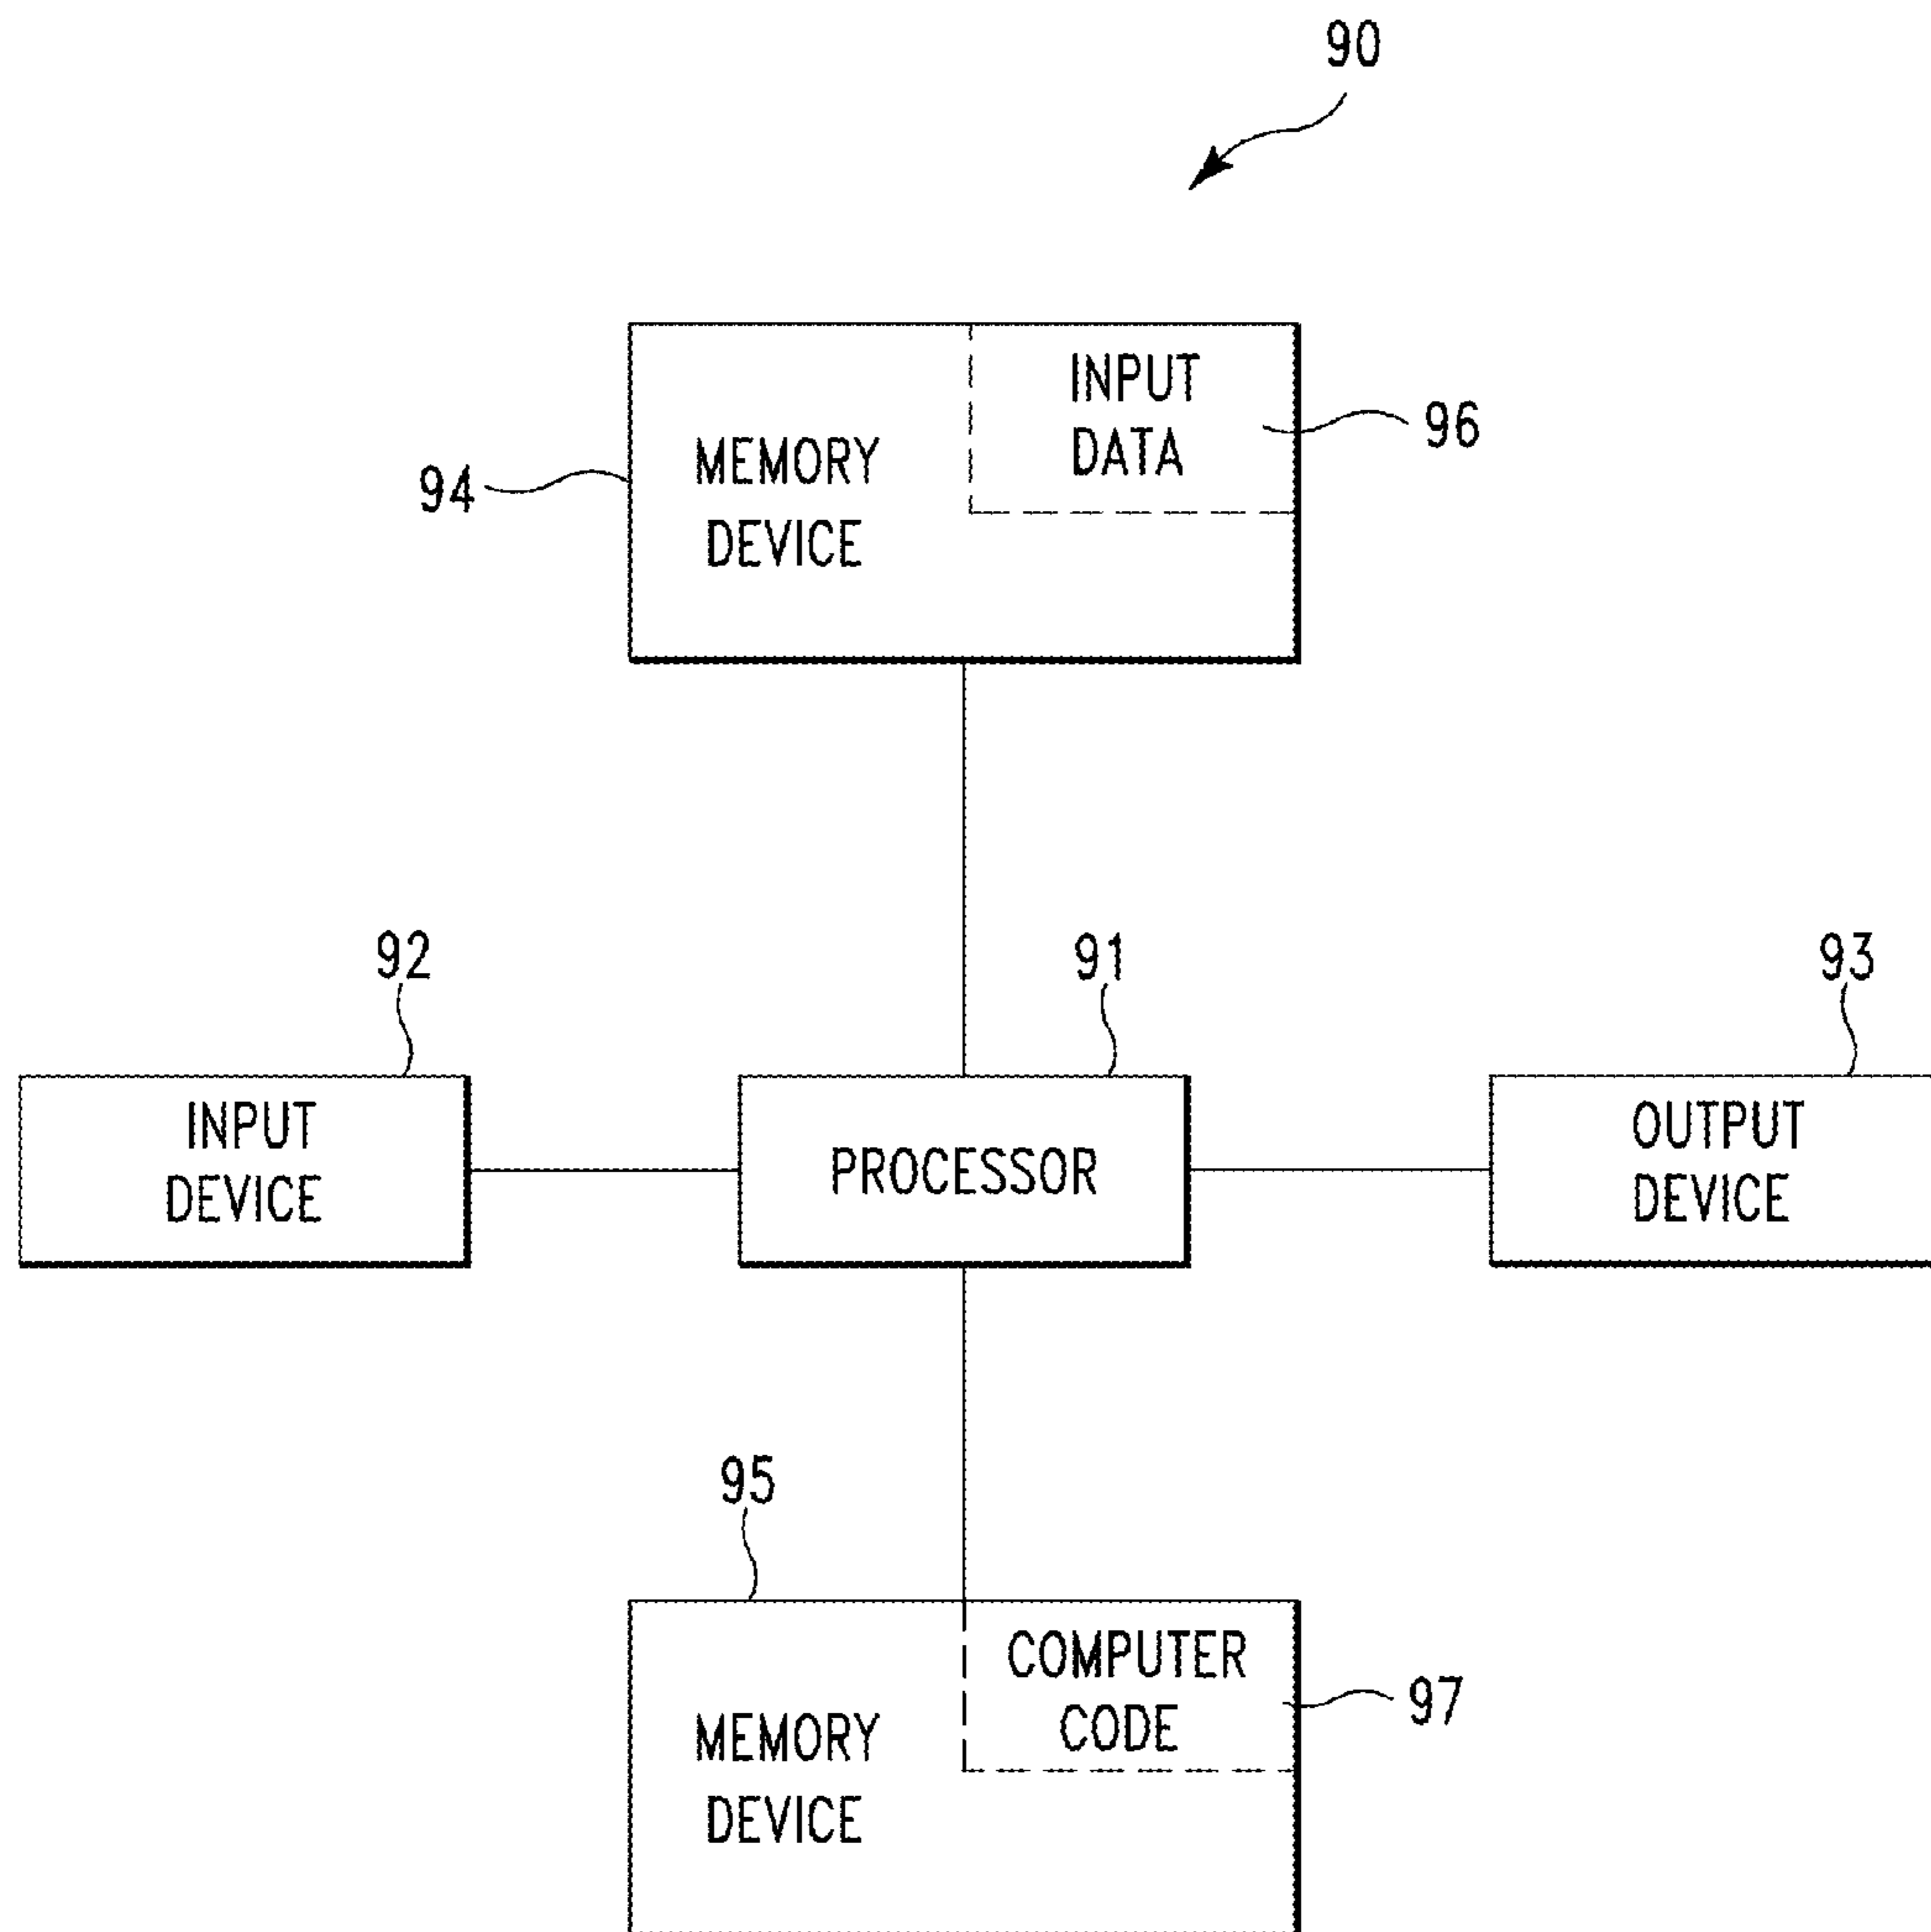 90
INPUT
DATA
96
MEMORY
DEVICE
94
92
91
93
INPUT
DEVICE
PROCESSOR
OUTPUT
DEVICE
95
COMPUTER
CODE
97
MEMORY
DEVICE